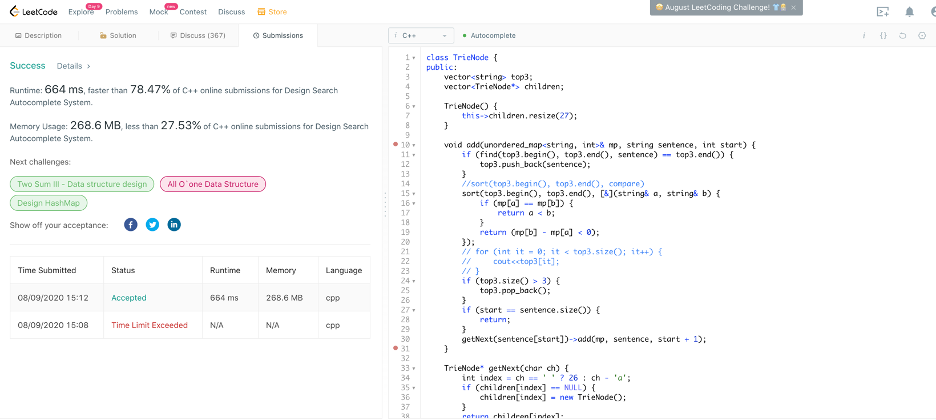 LeetCode Explore Day 9 Problems Mock new Contest Discuss Store
August LeetCoding Challenge! ×
Description Solution Discuss (367) Submissions
Success Details >
Runtime: 664 ms, faster than 78.47% of C++ online submissions for Design Search
Autocomplete System.
Memory Usage: 268.6 MB, less than 27.53% of C++ online submissions for Design Search
Autocomplete System.
Next challenges:
Two Sum III - Data structure design All O`one Data Structure
Design HashMap
Show off your acceptance:
Time Submitted Status Runtime Memory Language
08/09/2020 15:12 Accepted 664 ms 268.6 MB cpp
08/09/2020 15:08 Time Limit Exceeded N/A N/A cpp
i C++ Autocomplete i {}
1 class TrieNode {
2 public:
3 vector<string> top3;
4 vector<TrieNode*> children;
5
6 TrieNode() {
7 this->children.resize(27);
8 }
9
10 void add(unordered_map<string, int>& mp, string sentence, int start) {
11 if (find(top3.begin(), top3.end(), sentence) == top3.end()) {
12 top3.push_back(sentence);
13 }
14 //sort(top3.begin(), top3.end(), compare)
15 sort(top3.begin(), top3.end(), [&](string& a, string& b) {
16 if (mp[a] == mp[b]) {
17 return a < b;
18 }
19 return (mp[b] - mp[a] < 0);
20 });
21 // for (int it = 0; it < top3.size(); it++) {
22 // cout<<top3[it];
23 // }
24 if (top3.size() > 3) {
25 top3.pop_back();
26 }
27 if (start == sentence.size()) {
28 return;
29 }
30 getNext(sentence[start])->add(mp, sentence, start + 1);
31 }
32
33 TrieNode* getNext(char ch) {
34 int index = ch == ' ' ? 26 : ch - 'a';
35 if (children[index] == NULL) {
36 children[index] = new TrieNode();
37 }
38 return children[index];